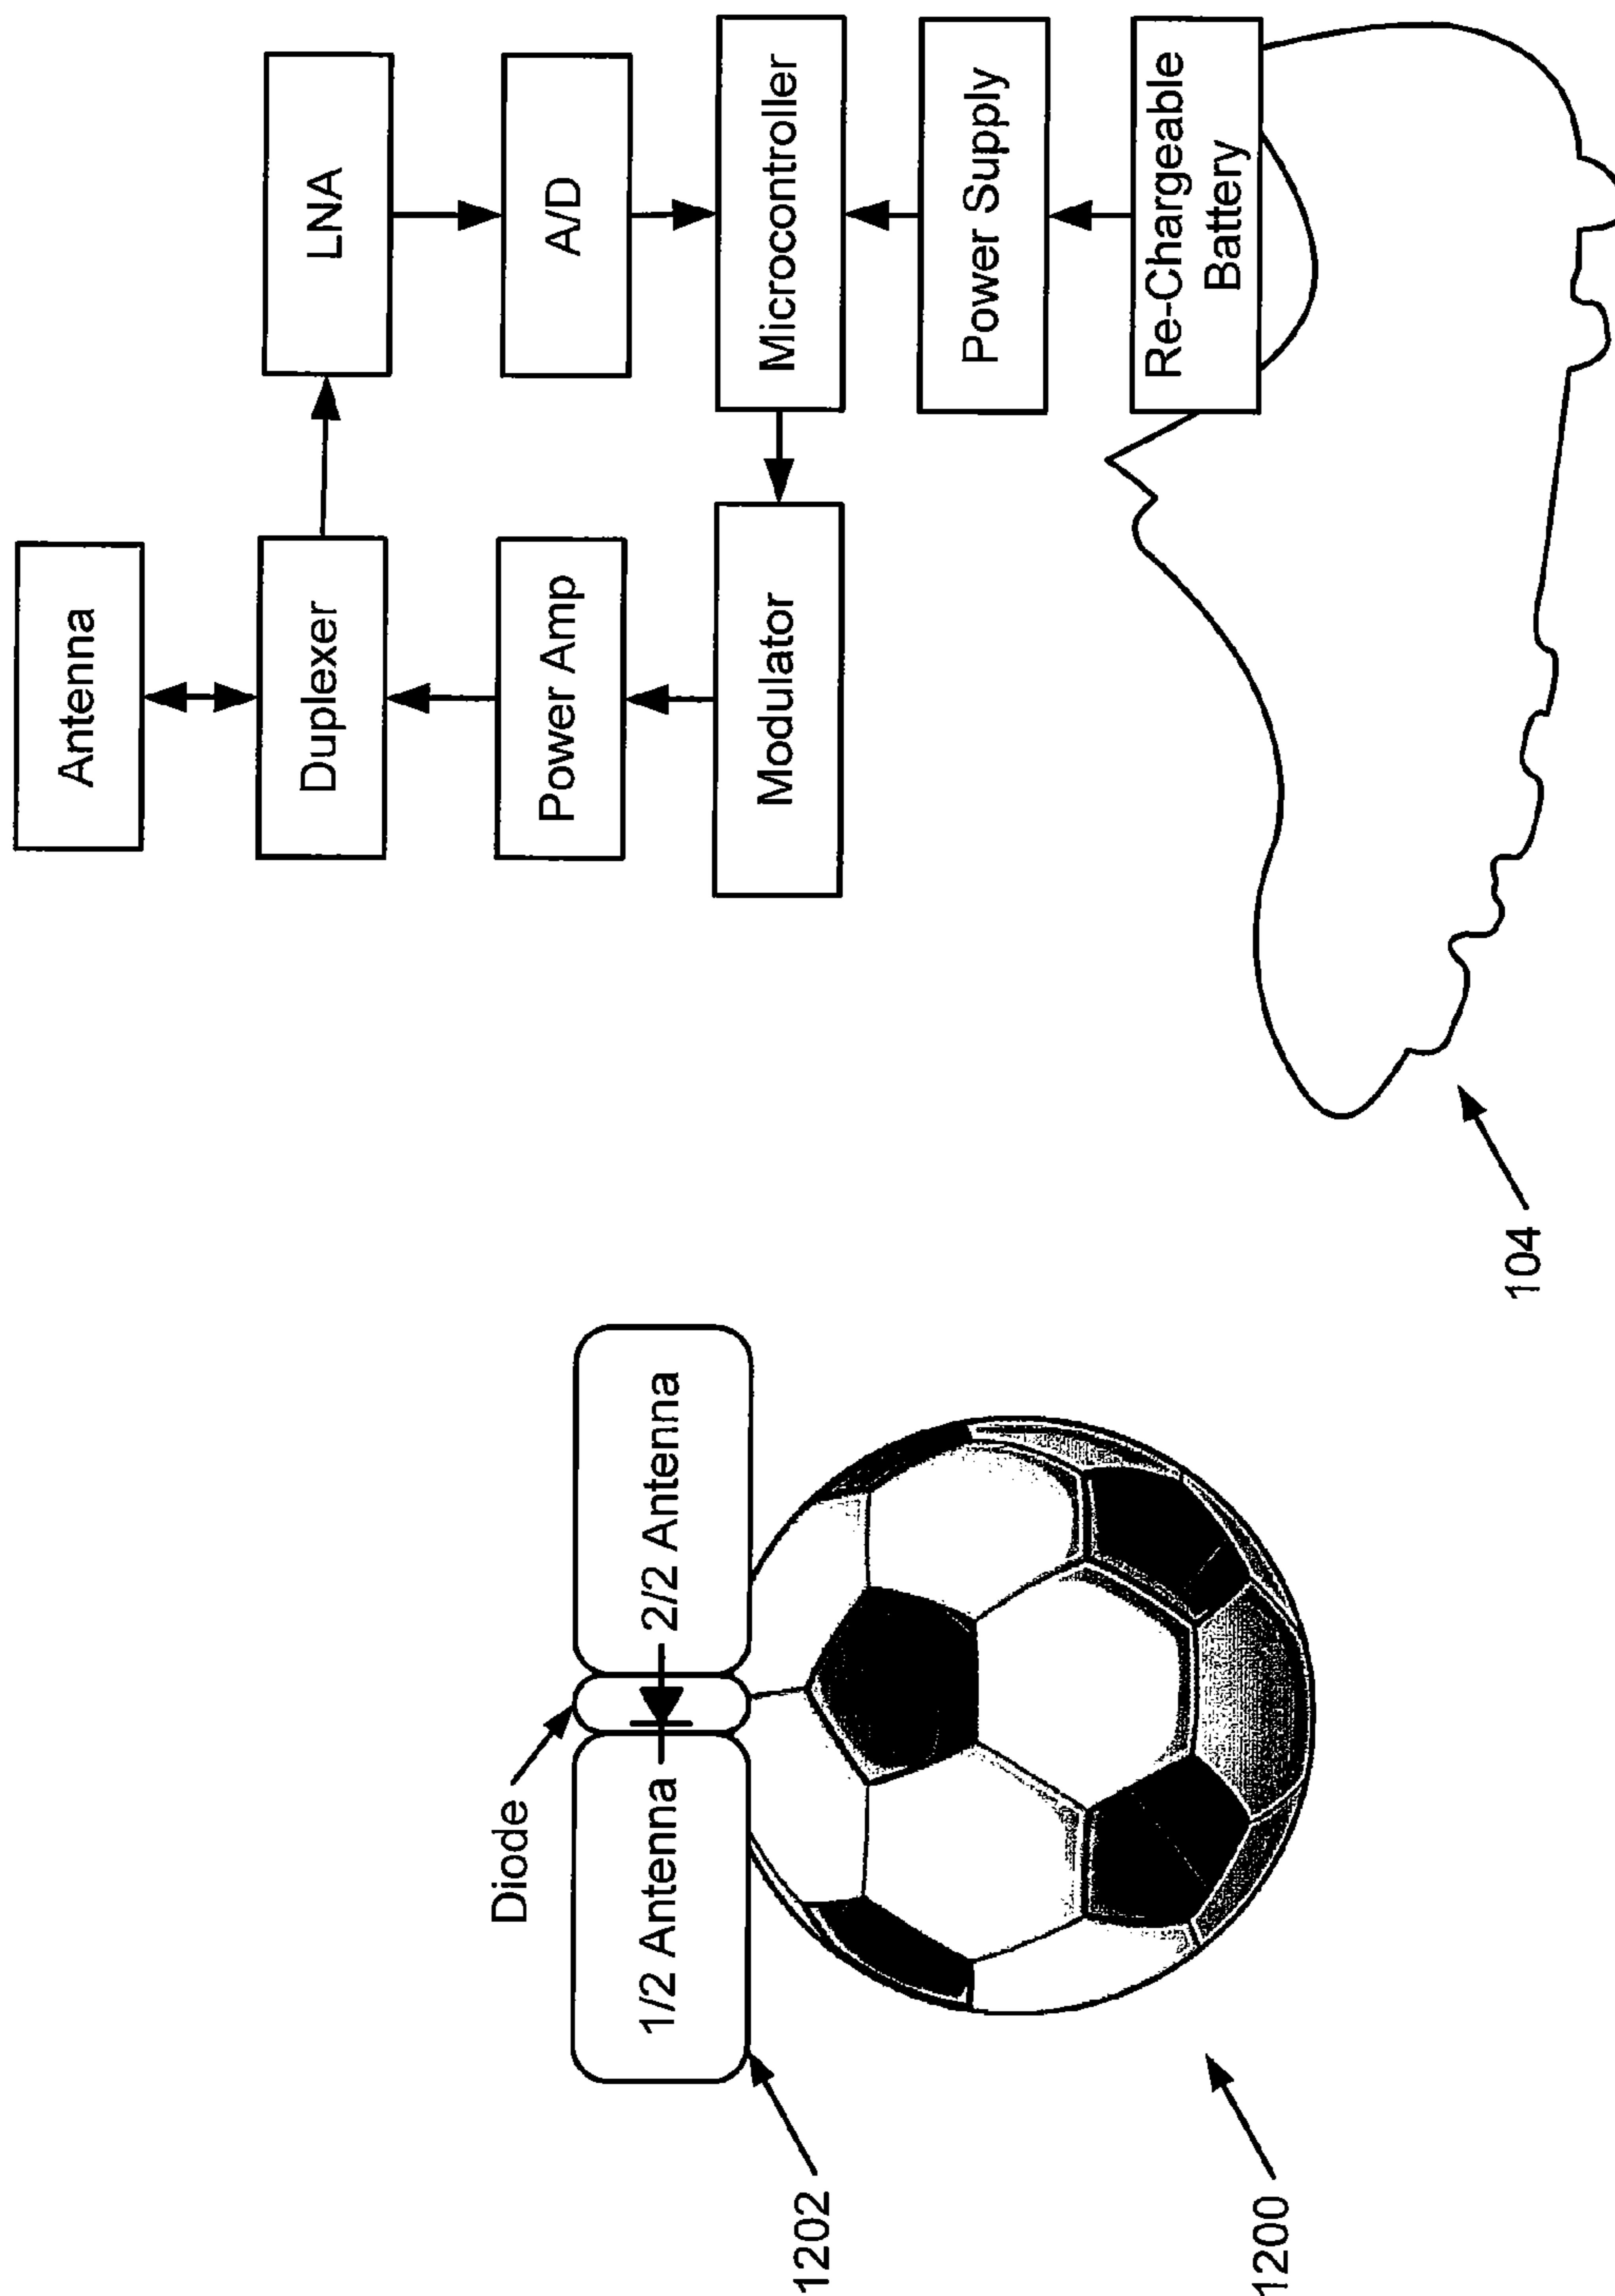 Antenna
Duplexer
LNA
Power Amp
A/D
Modulator
Microcontroller
Power Supply
Re-Chargeable
Battery
104
Diode
1/2 Antenna
2/2 Antenna
1202
1200